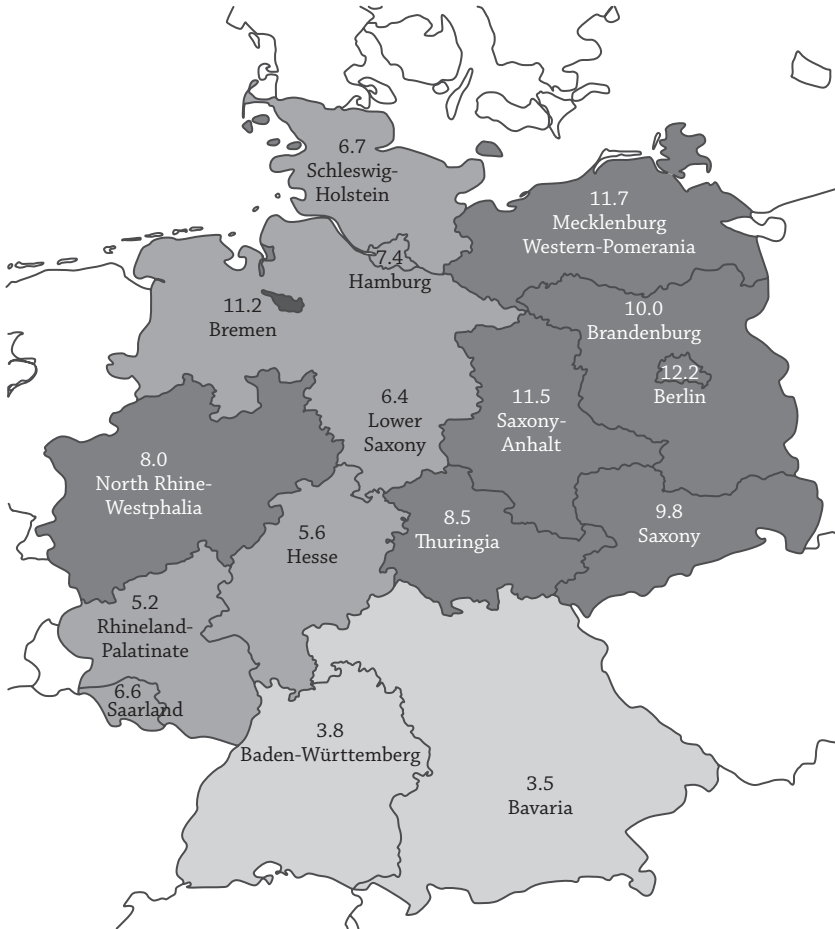 6.7
Schleswig-
Holstein
11.7
Mecklenburg
Western-Pomerania
7.4
Hamburg
11.2
Bremen
10.0
Brandenburg
12.2
Berlin
6.4
Lower
Saxony
11.5
Saxony-
Anhalt
8.0
North Rhine-
Westphalia
5.6
Hesse
8.5
Thuringia
9.8
Saxony
5.2
Rhineland-
Palatinate
6.6
Saarland
3.8
Baden-Württemberg
3.5
Bavaria